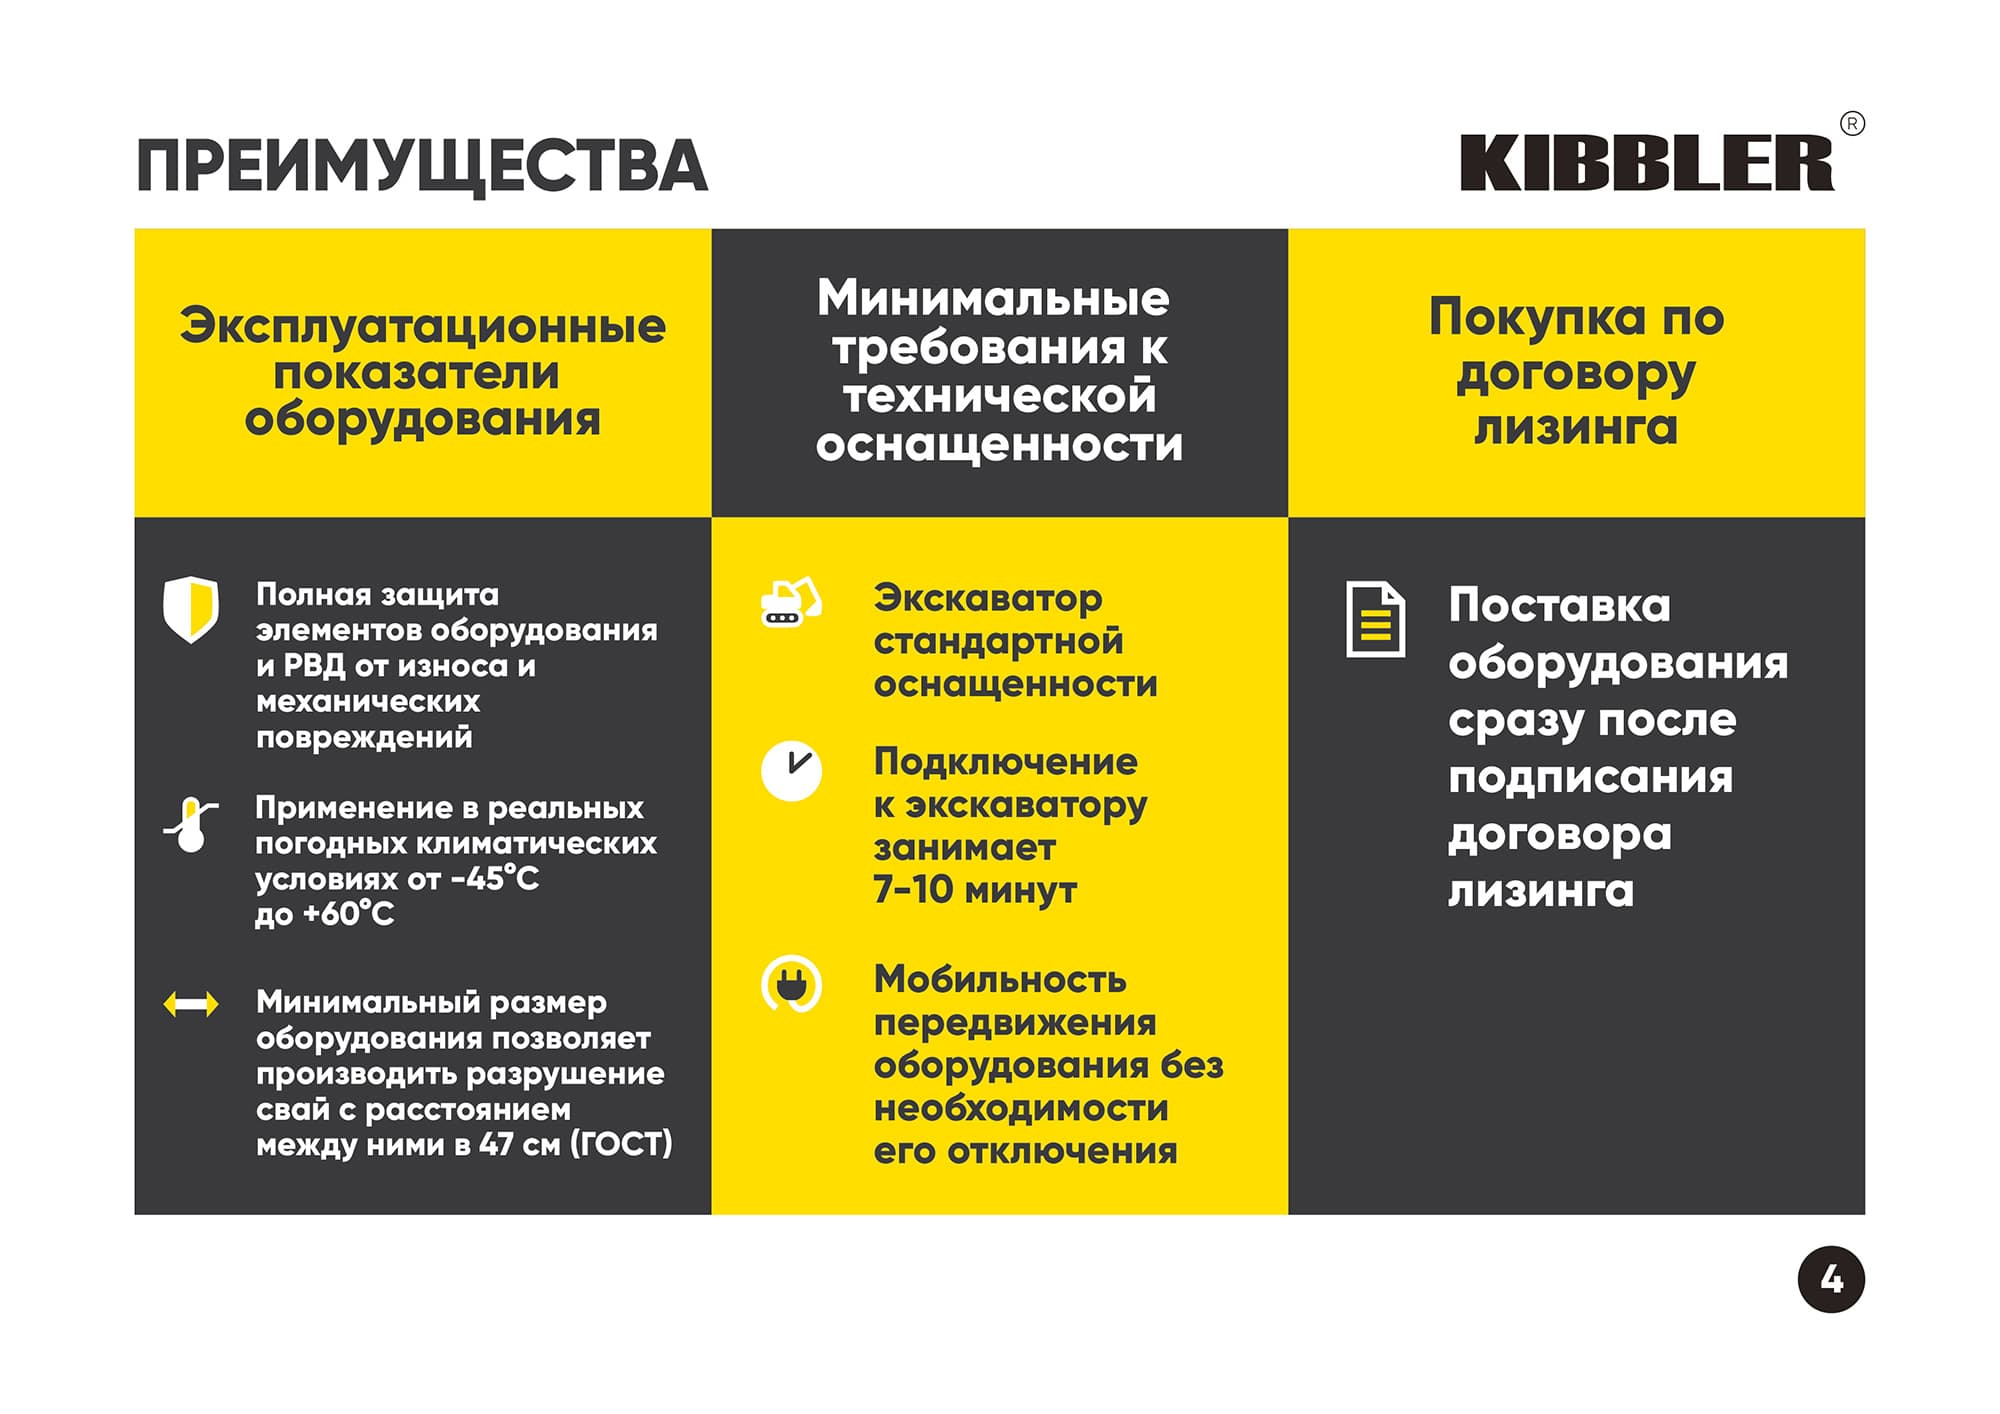 ПРЕИМУЩЕСТВА
KIBBLER®
Эксплуатационные
показатели
оборудования
Минимальные
требования к
технической
оснащенности
Покупка по
договору
лизинга
Полная защита
элементов оборудования
и РВД от износа и
механических
повреждений
Применение в реальных
погодных климатических
условиях от -45°С
до +60°С
Минимальный размер
оборудования позволяет
производить разрушение
свай с расстоянием
между ними в 47 см (ГОСТ)
Экскаватор
стандартной
оснащенности
Подключение
к экскаватору
занимает
7-10 минут
Мобильность
передвижения
оборудования без
необходимости
его отключения
Поставка
оборудования
сразу после
подписания
договора
лизинга
4